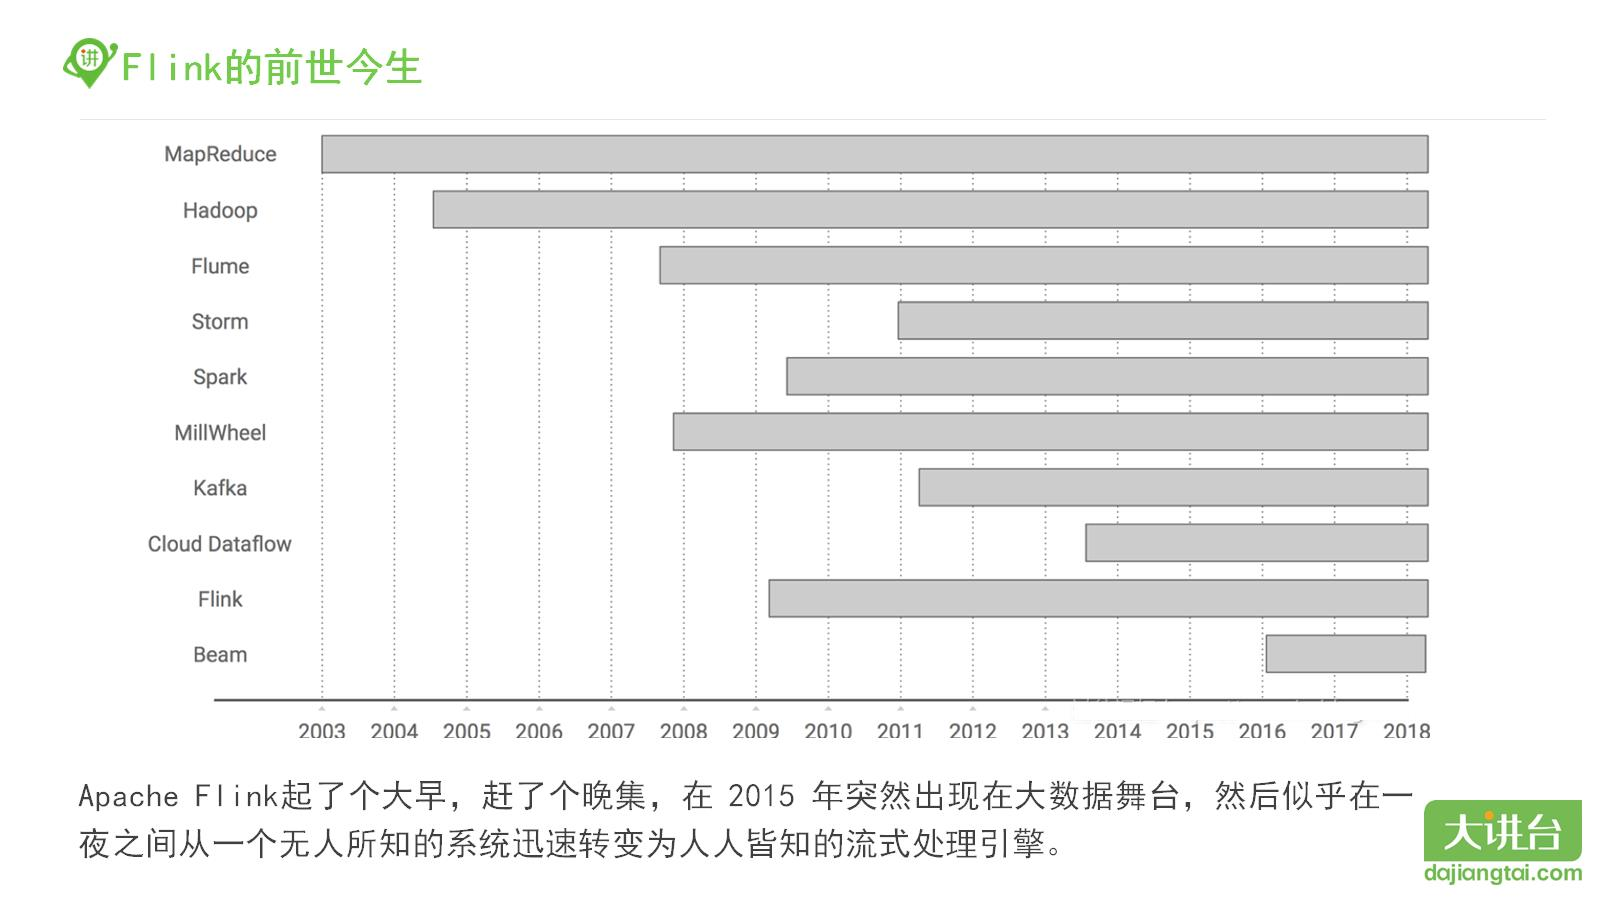 讲
Flink的前世今生
MapReduce
Hadoop
Flume
Storm
Spark
MillWheel
Kafka
Cloud Dataflow
Flink
Beam
2003 2004 2005 2006 2007 2008 2009 2010 2011 2012 2013 2014 2015 2016 2017 2018
Apache Flink起了个大早，赶了个晚集，在 2015 年突然出现在大数据舞台，然后似乎在一
夜之间从一个无人所知的系统迅速转变为人人皆知的流式处理引擎。
大讲台
dajiangtai.com